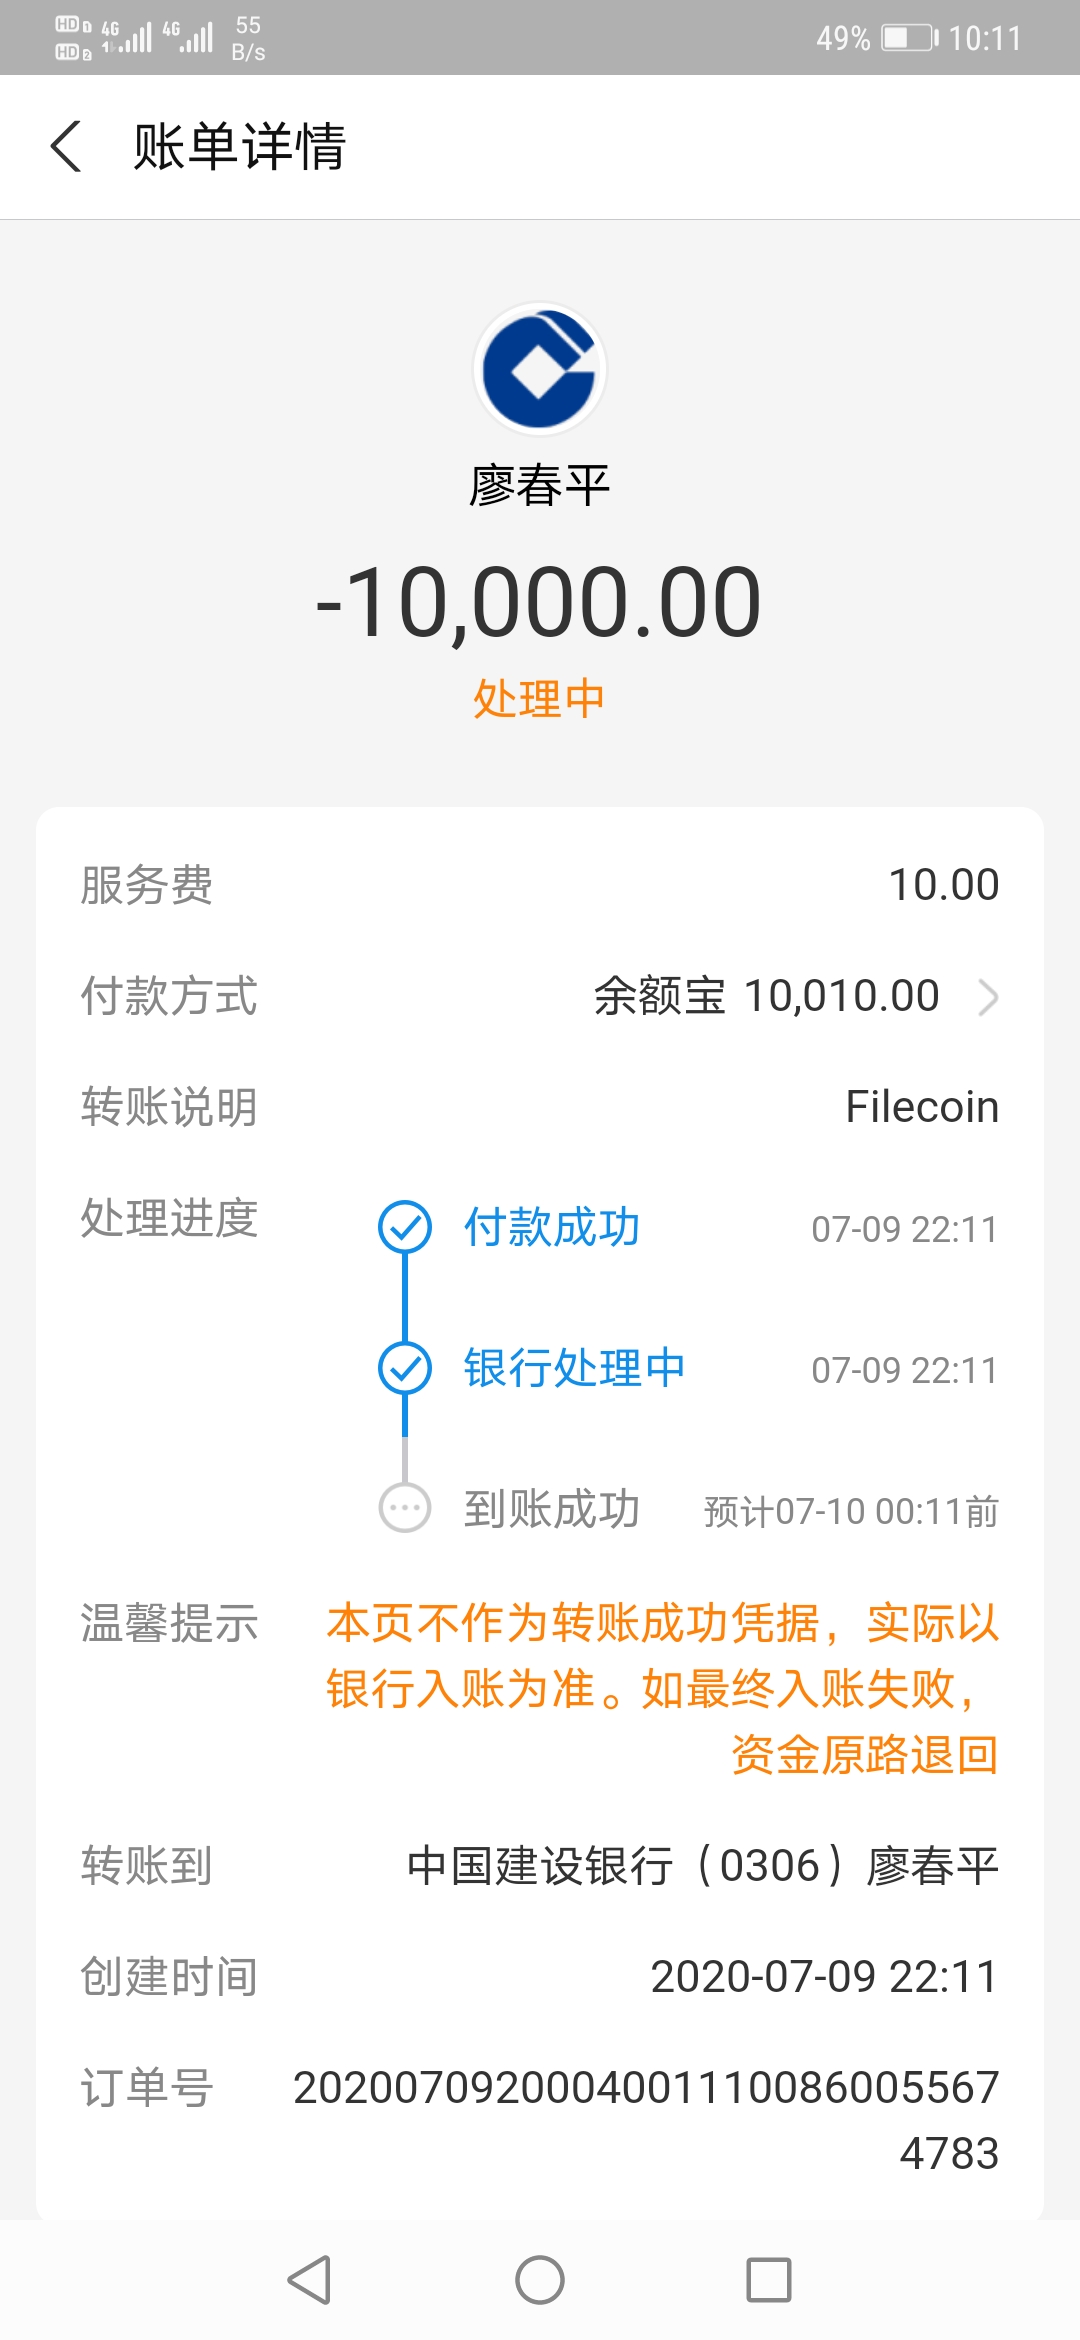 HD 1 4G 4G 55
HD 2 B/s 49% 10:11
账单详情
廖春平
-10,000.00
处理中
服务费 10.00
付款方式 余额宝 10,010.00
转账说明 Filecoin
处理进度 付款成功 07-09 22:11
银行处理中 07-09 22:11
到账成功 预计07-10 00:11前
温馨提示 本页不作为转账成功凭据，实际以
银行入账为准。如最终入账失败，
资金原路退回
转账到 中国建设银行（0306）廖春平
创建时间 2020-07-09 22:11
订单号 2020070920004001110086005567
4783